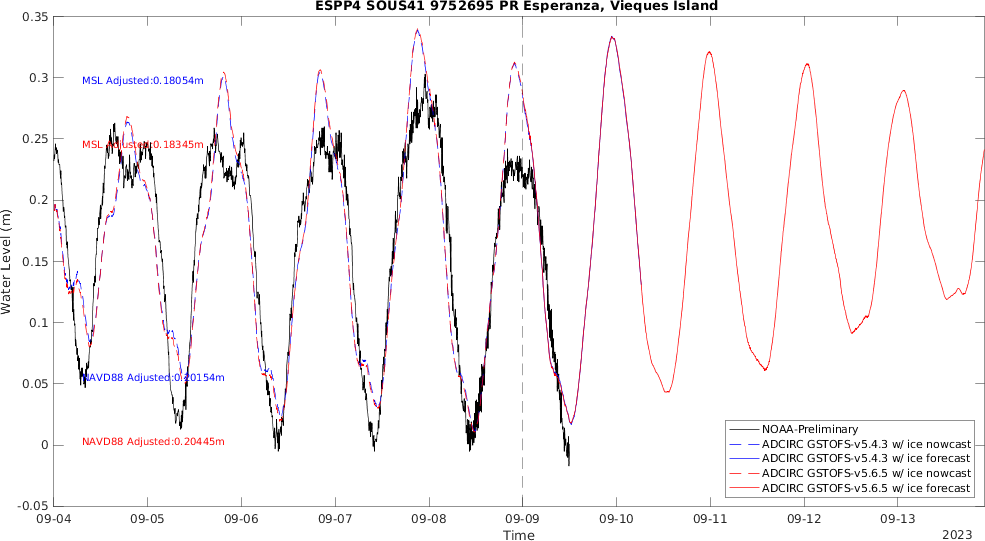 ESPP4 SOUS41 9752695 PR Esperanza, Vieques Island
0.35
0.3
0.25
0.2
0.15
0.1
0.05
0
-0.05
Water Level (m)
MSL Adjusted:0.18054m
MSL Adjusted:0.18345m
NAVD88 Adjusted:0.20154m
NAVD88 Adjusted:0.20445m
NOAA-Preliminary
ADCIRC GSTOFS-v5.4.3 w/ ice nowcast
ADCIRC GSTOFS-v5.4.3 w/ ice forecast
ADCIRC GSTOFS-v5.6.5 w/ ice nowcast
ADCIRC GSTOFS-v5.6.5 w/ ice forecast
09-04 09-05 09-06 09-07 09-08 09-09 09-10 09-11 09-12 09-13
Time
2023